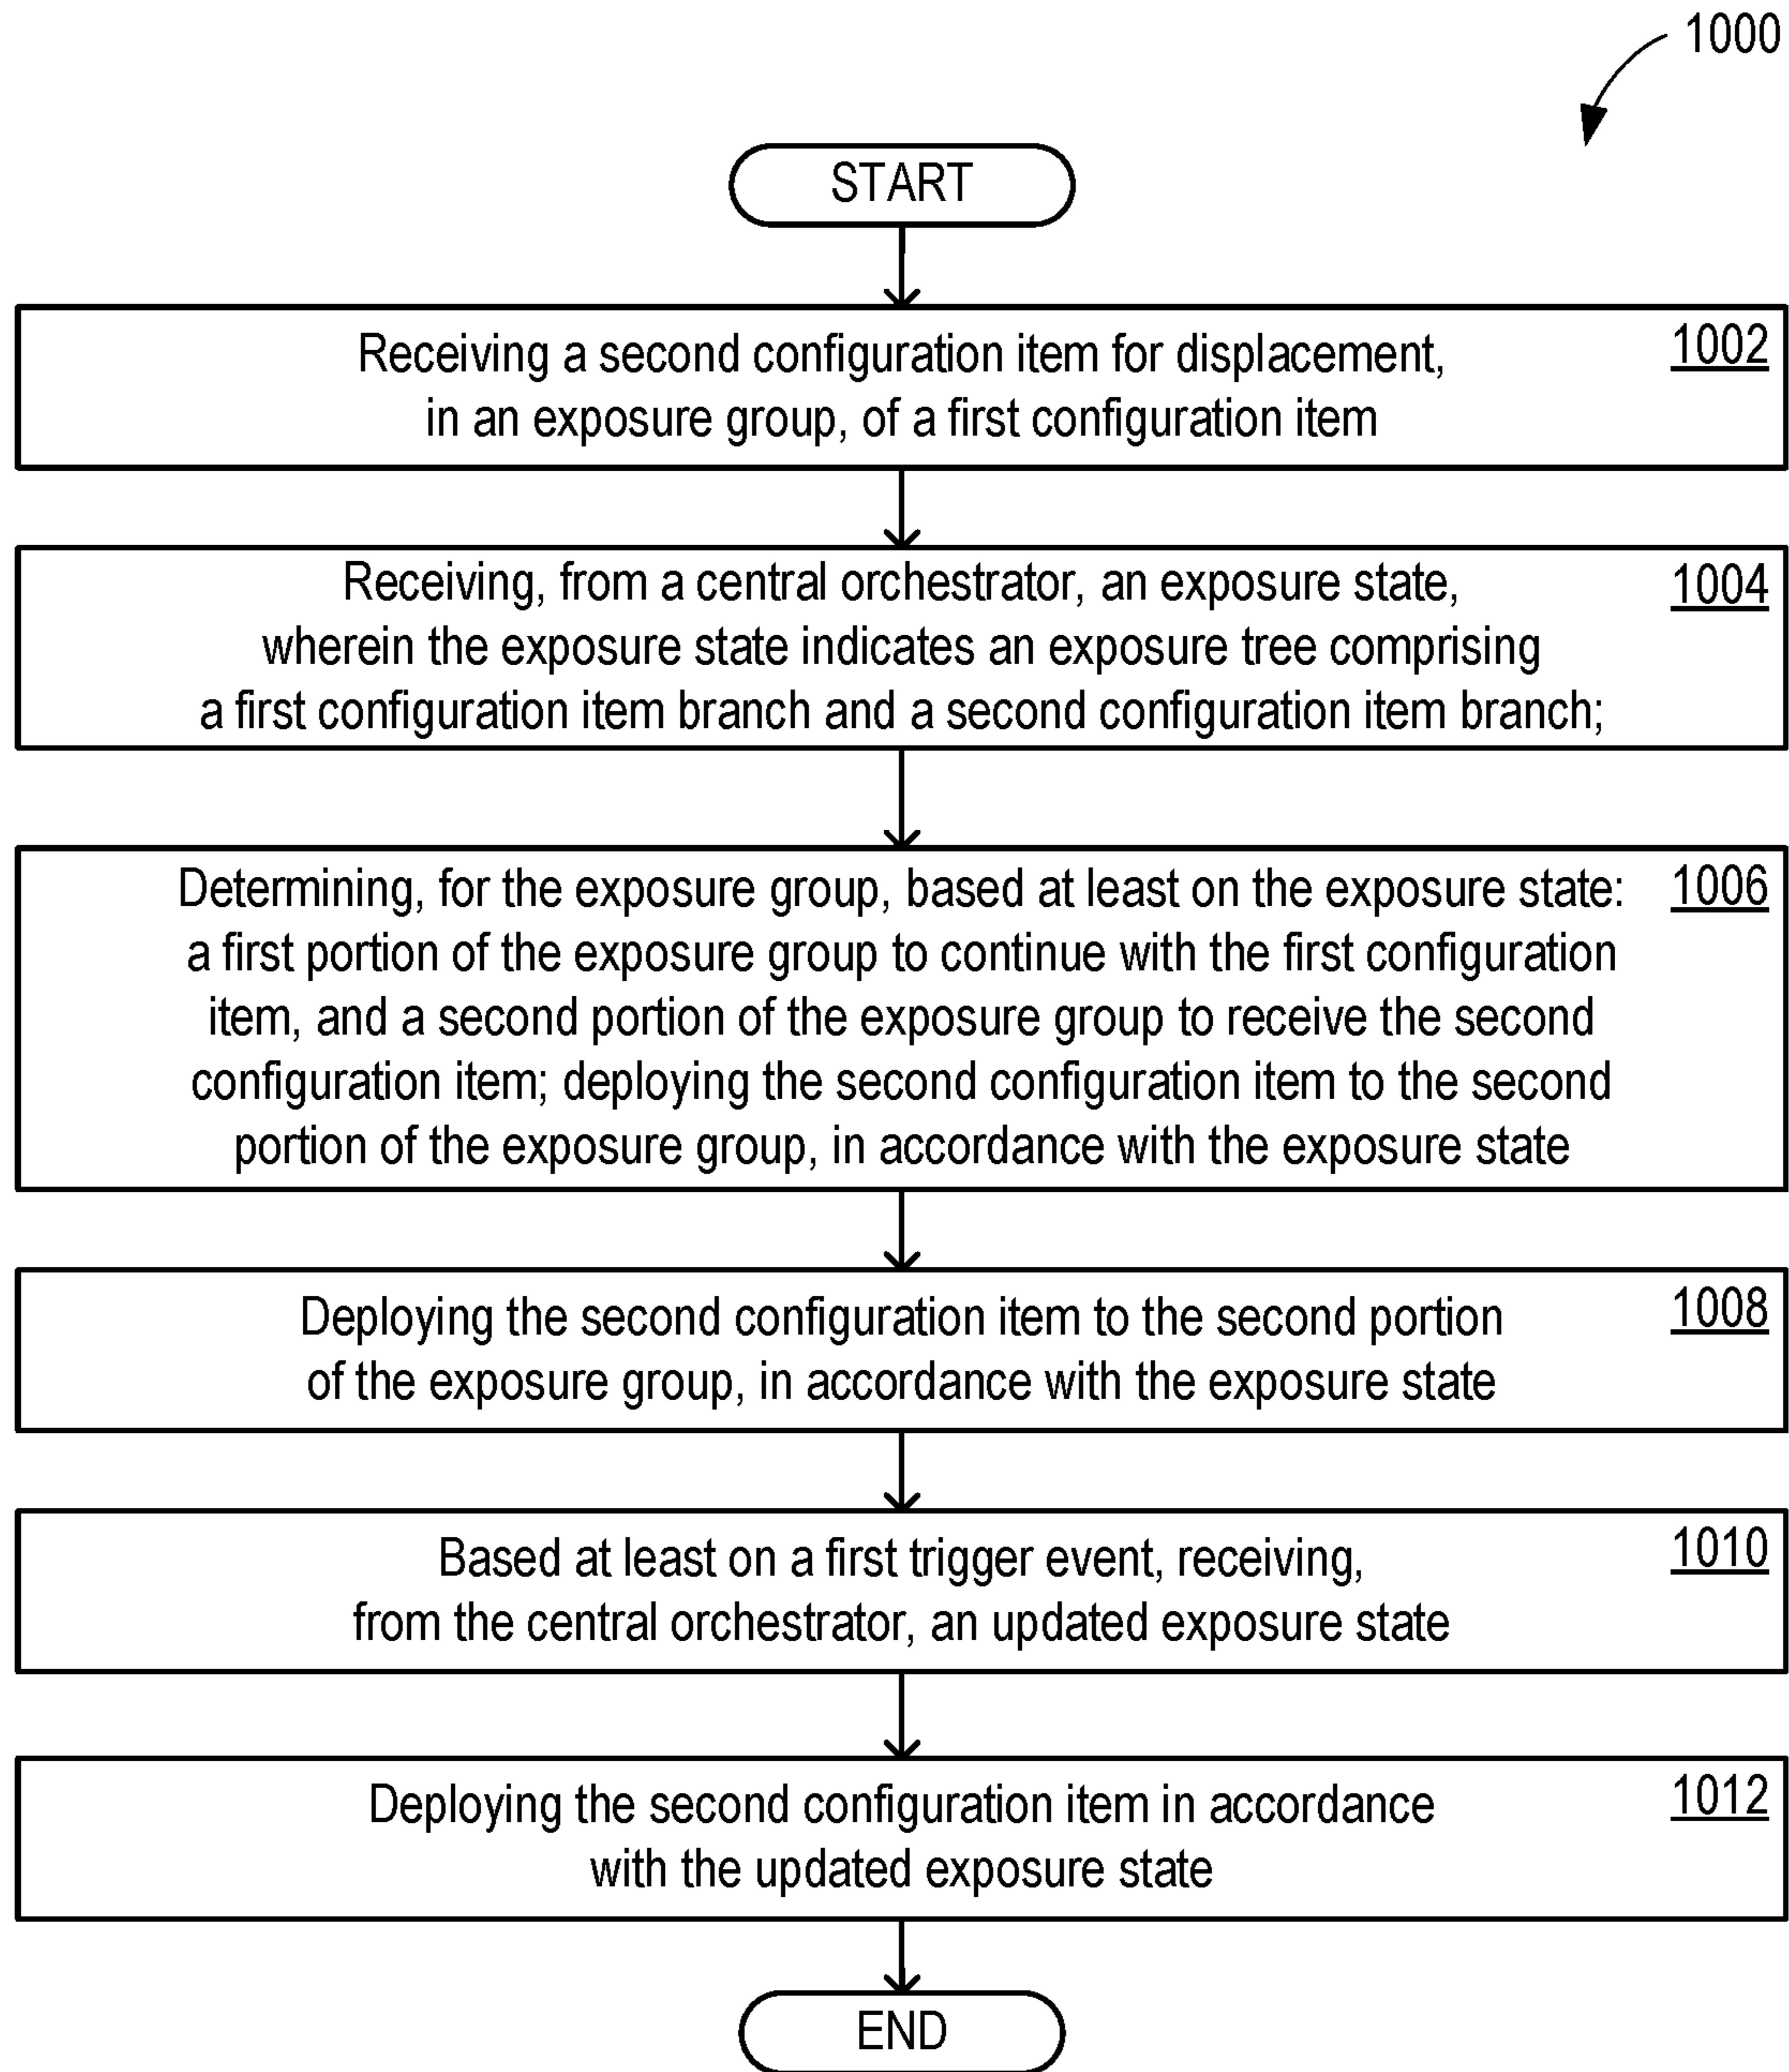 1000
START
Receiving a second configuration item for displacement,
1002
in an exposure group, of a first configuration item
Receiving, from a central orchestrator, an exposure state,
1004
wherein the exposure state indicates an exposure tree comprising
a first configuration item branch and a second configuration item branch;
Determining, for the exposure group, based at least on the exposure state:
1006
a first portion of the exposure group to continue with the first configuration
item, and a second portion of the exposure group to receive the second
configuration item; deploying the second configuration item to the second
portion of the exposure group, in accordance with the exposure state
Deploying the second configuration item to the second portion
1008
of the exposure group, in accordance with the exposure state
Based at least on a first trigger event, receiving,
1010
from the central orchestrator, an updated exposure state
Deploying the second configuration item in accordance
1012
with the updated exposure state
END